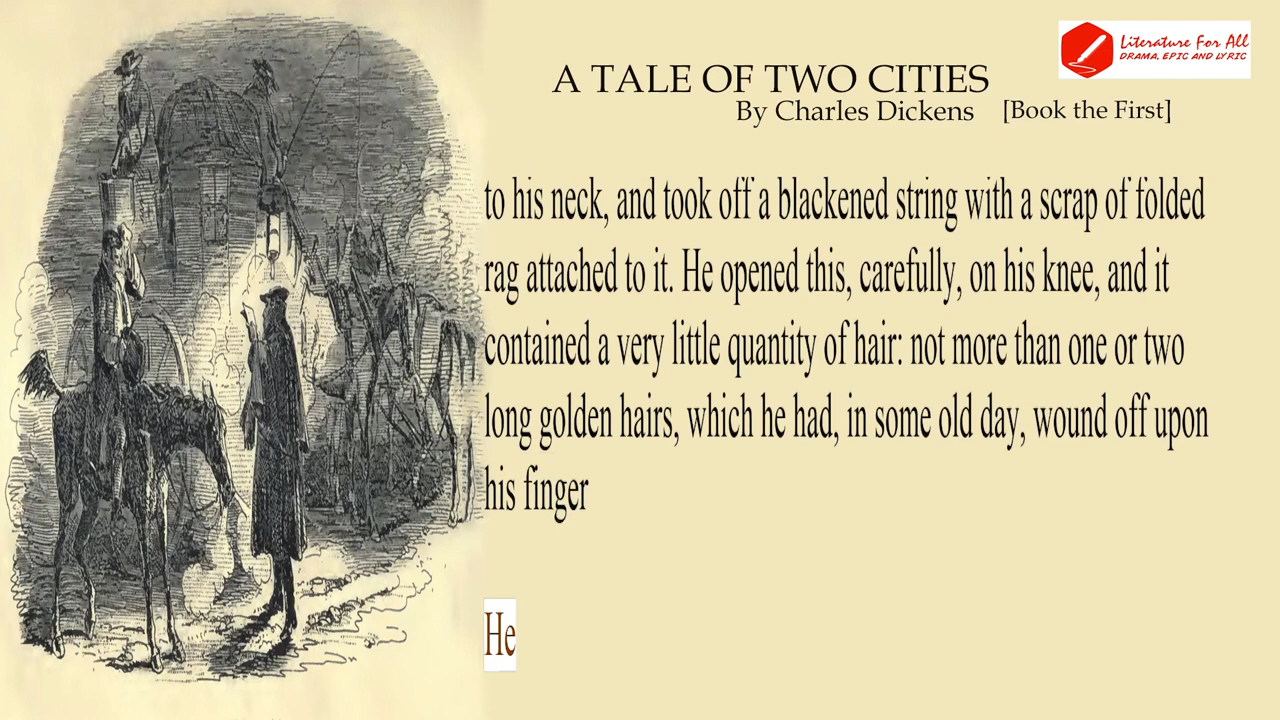 Literature For All
DRAMA, EPIC AND LYRIC
A TALE OF TWO CITIES
By Charles Dickens [Book the First]
to his neck, and took off a blackened string with a scrap of folded
rag attached to it. He opened this, carefully, on his knee, and it
contained a very little quantity of hair: not more than one or two
long golden hairs, which he had, in some old day, wound off upon
his finger
He